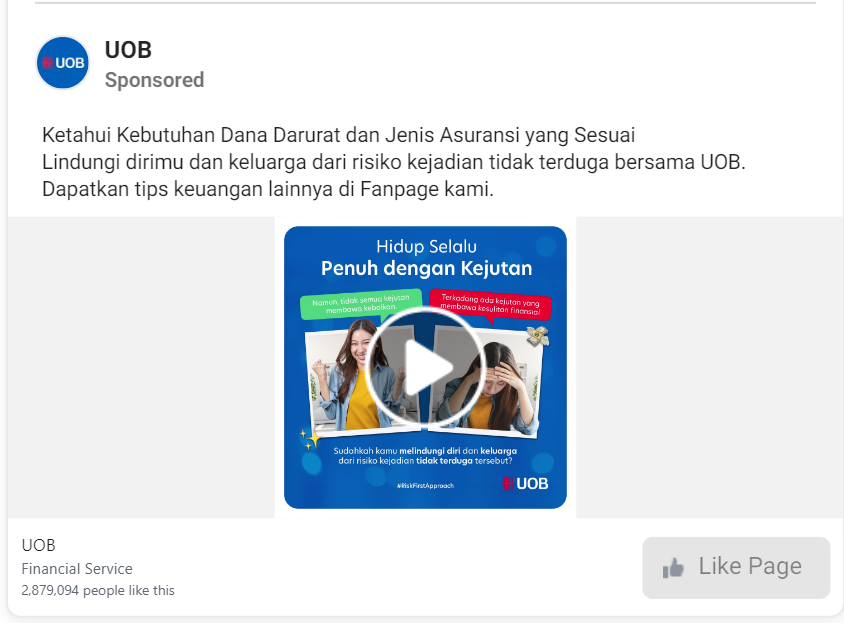 UOB
UOB
Sponsored
Ketahui Kebutuhan Dana Darurat dan Jenis Asuransi yang Sesuai
Lindungi dirimu dan keluarga dari risiko kejadian tidak terduga bersama UOB.
Dapatkan tips keuangan lainnya di Fanpage kami.
Hidup Selalu
Penuh dengan Kejutan
Namun, tidak semua kejutan
membawa kebaikan.
Terkadang ada kejutan yang
membawa kesulitan finansial
Sudahkah kamu melindungi diri dan keluarga
dari risiko kejadian tidak terduga tersebut?
#RiskFirstApproach
UOB
UOB
Financial Service
2,879,094 people like this
Like Page